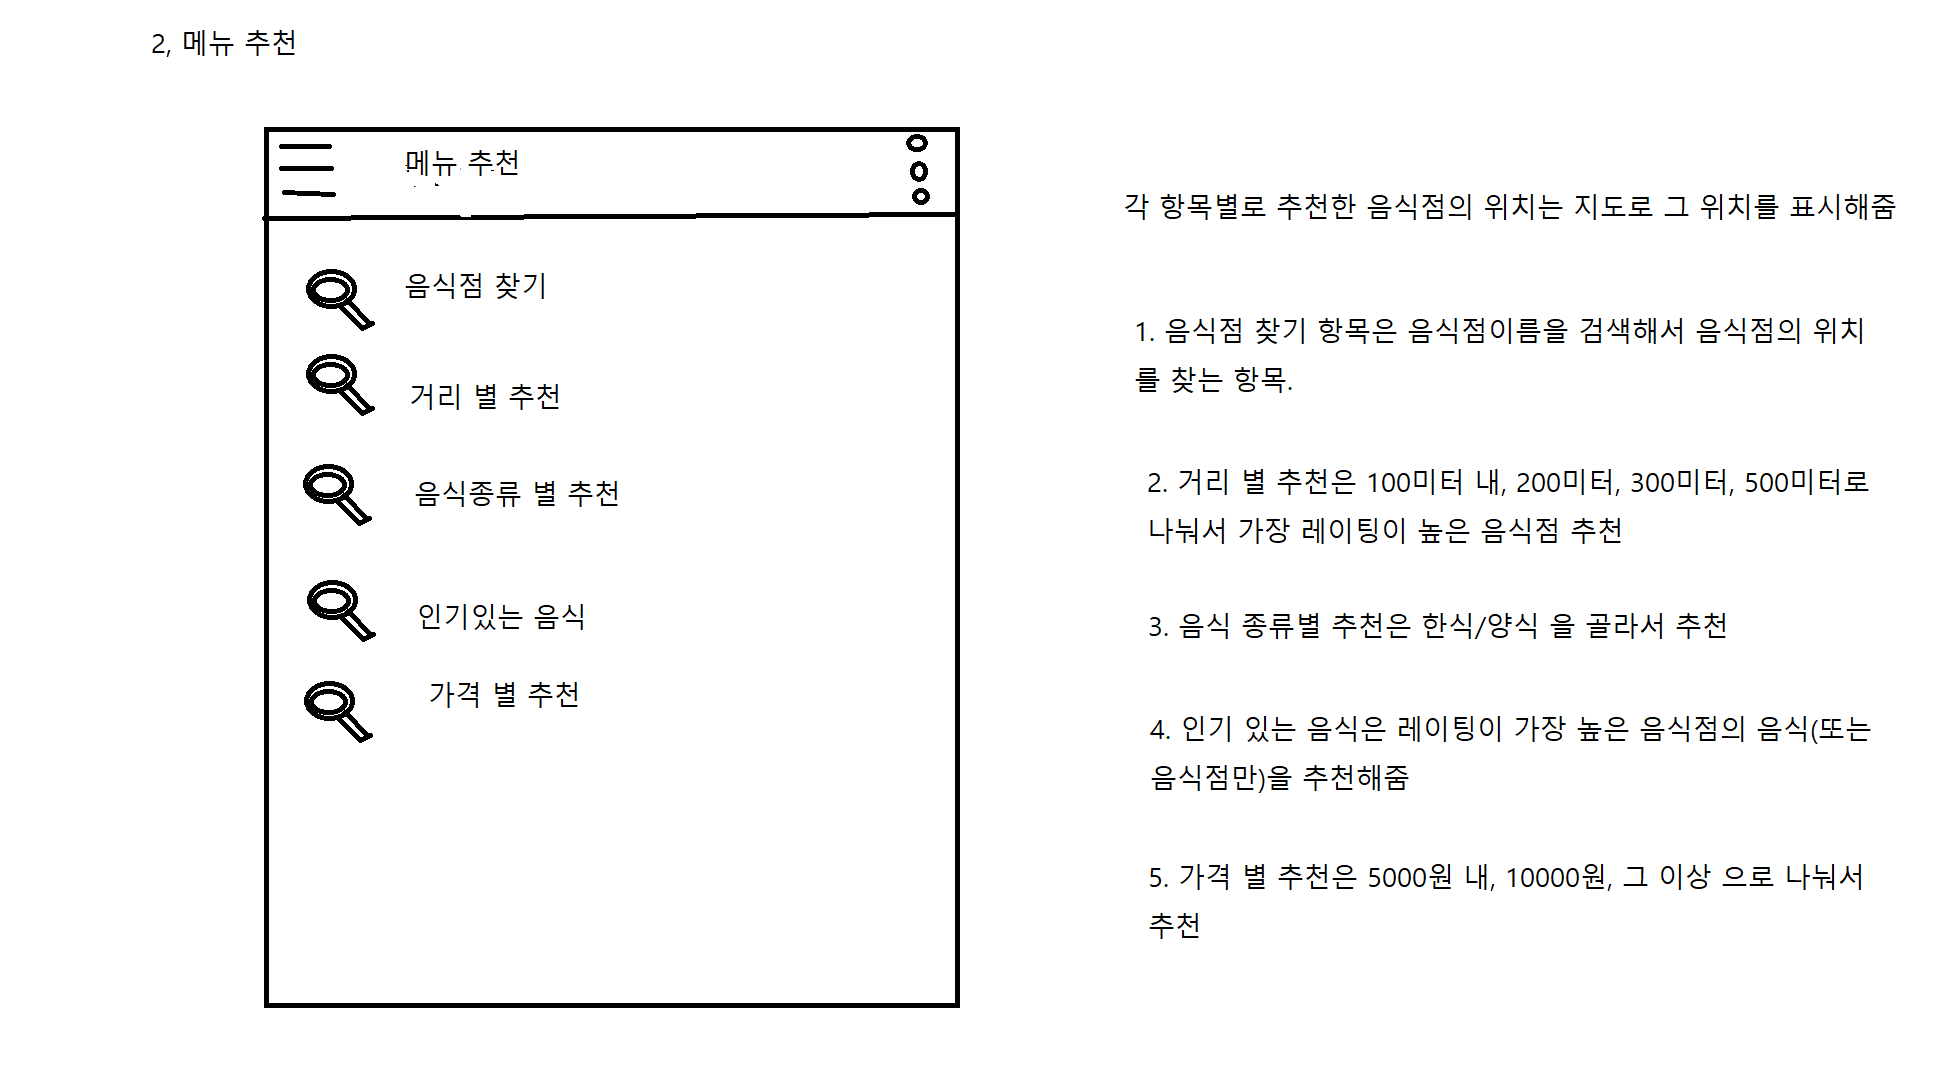 2, 메뉴 추천
메뉴 추천
음식점 찾기
거리 별 추천
음식종류 별 추천
인기있는 음식
가격 별 추천
각 항목별로 추천한 음식점의 위치는 지도로 그 위치를 표시해줌
1. 음식점 찾기 항목은 음식점이름을 검색해서 음식점의 위치
를 찾는 항목.
2. 거리 별 추천은 100미터 내, 200미터, 300미터, 500미터로
나눠서 가장 레이팅이 높은 음식점 추천
3. 음식 종류별 추천은 한식/양식 을 골라서 추천
4. 인기 있는 음식은 레이팅이 가장 높은 음식점의 음식(또는
음식점만)을 추천해줌
5. 가격 별 추천은 5000원 내, 10000원, 그 이상 으로 나눠서
추천